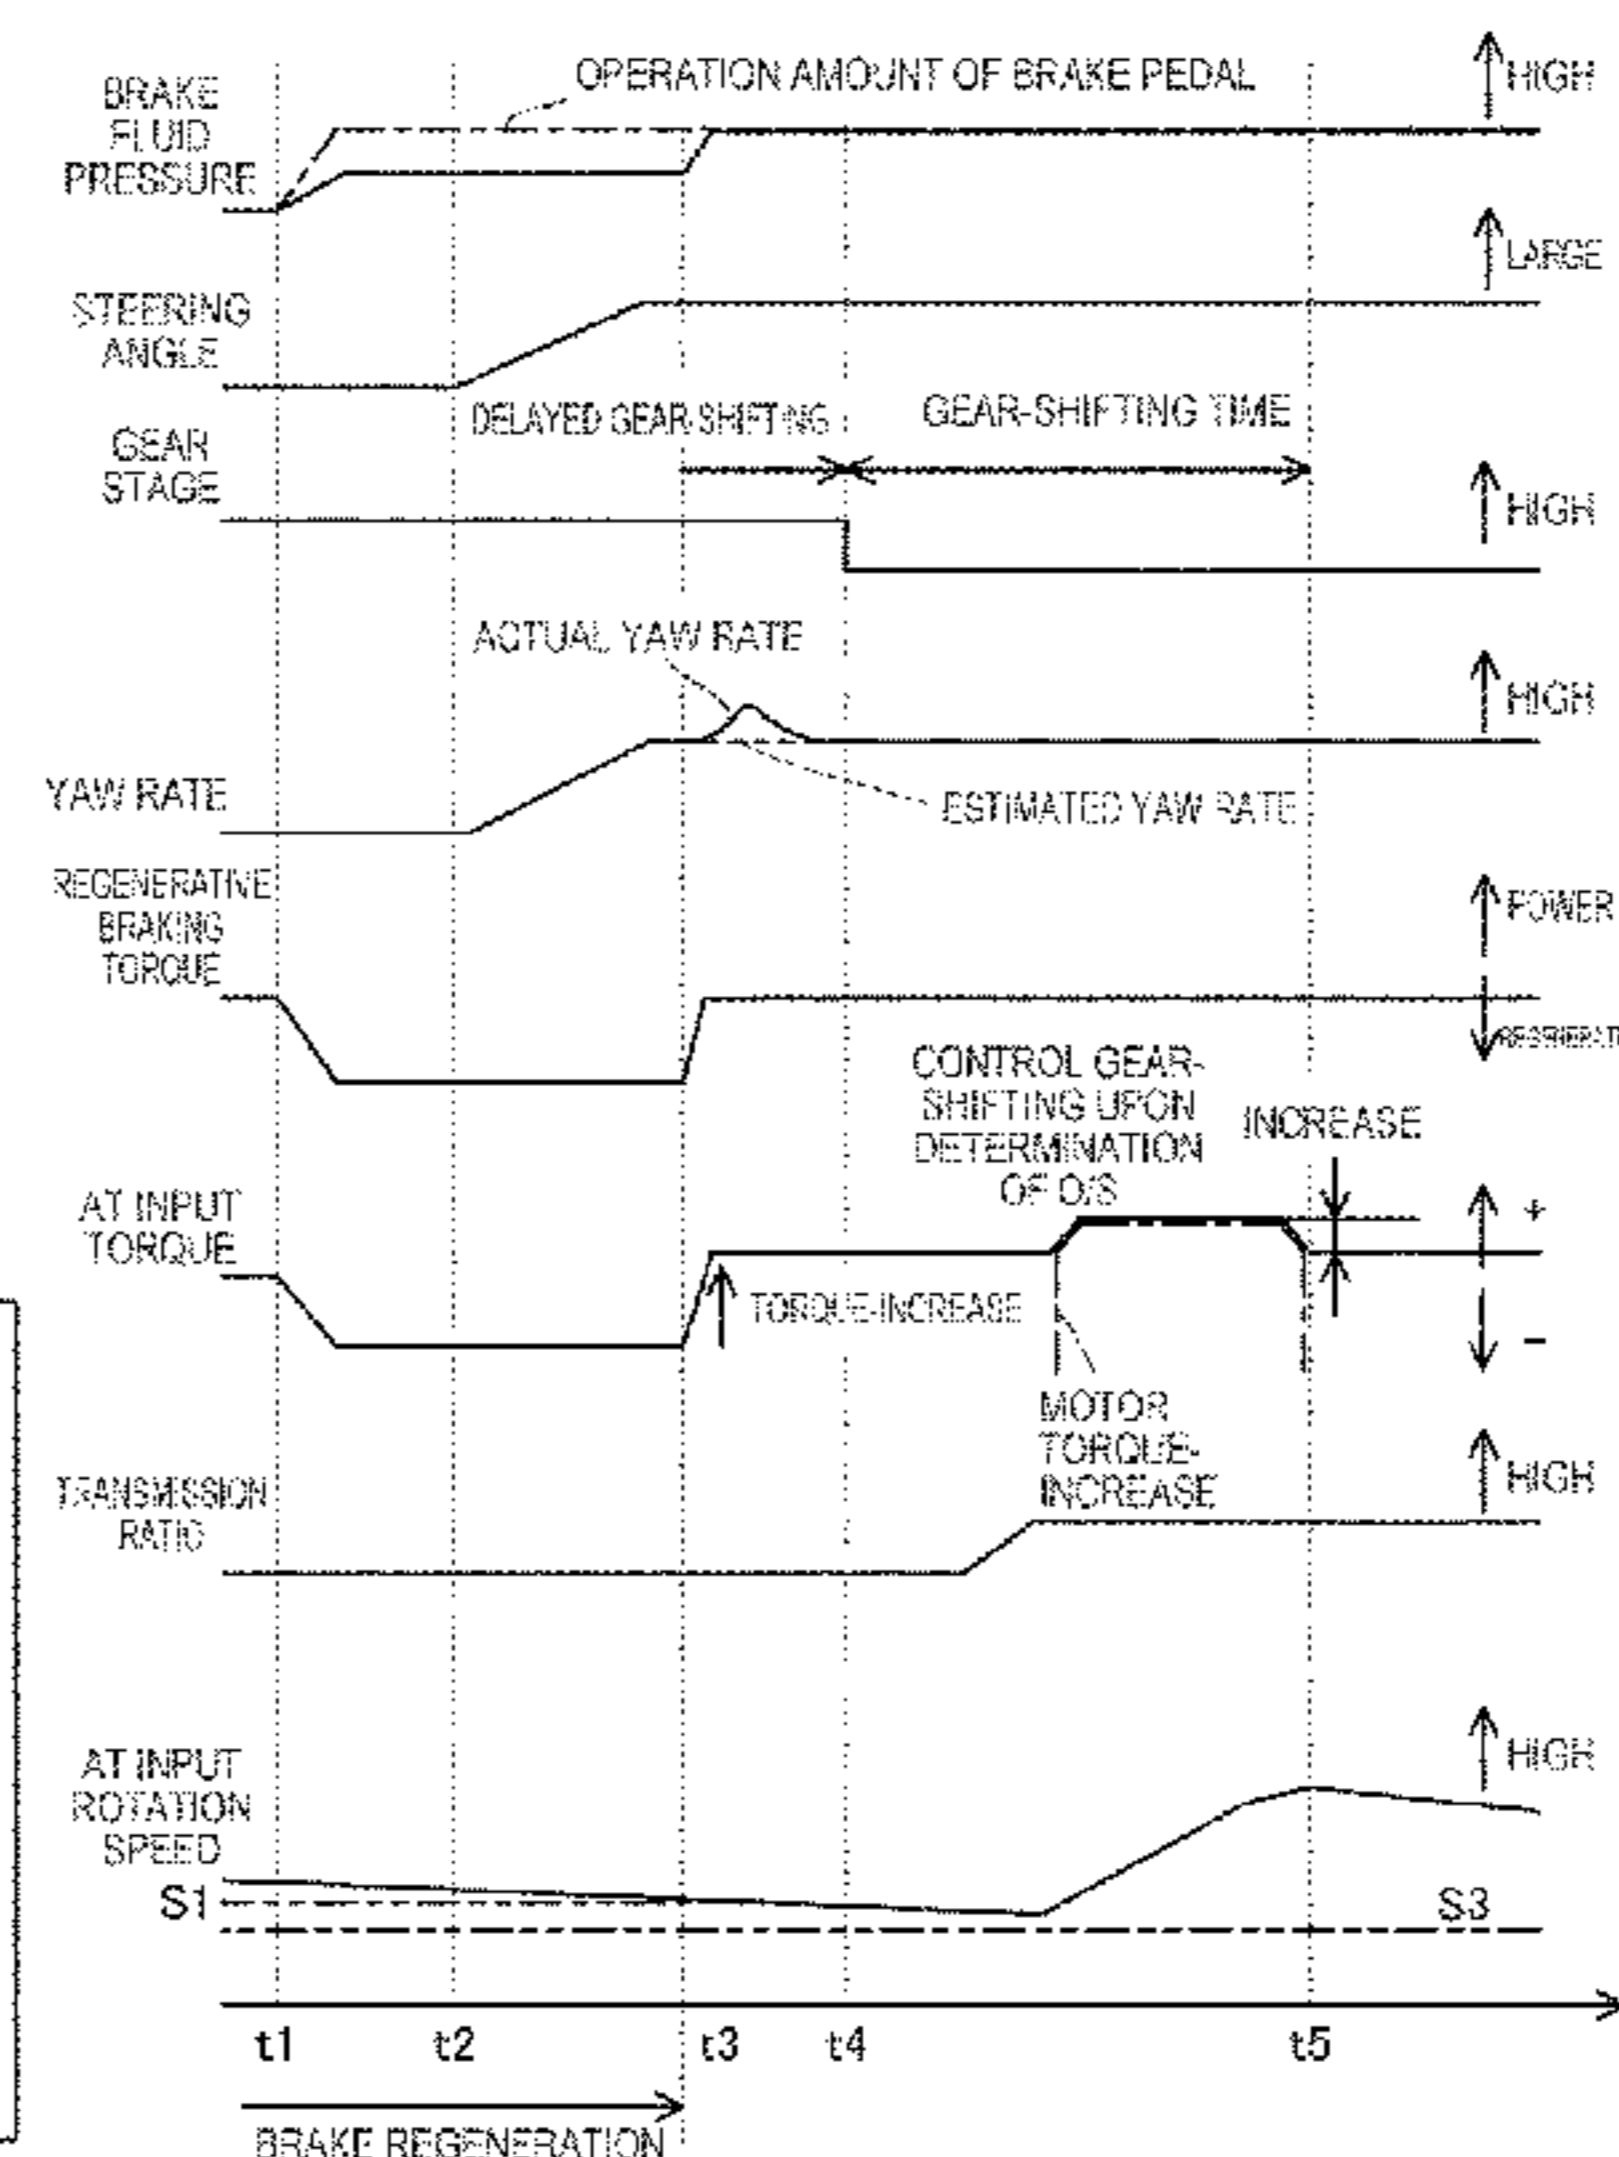 OPERATION AMOUNT OF BRAKE PEDAL
HIGH
BRAKE
FLUID
PRESSURE
LARGE
STEERING
ANGLE
DELAYED GEAR-SHIFTING
GEAR-SHIFTING TIME
GEAR
STAGE
HIGH
ACTUAL YAW RATE
HIGH
YAW RATE
ESTIMATED YAW RATE
REGENERATIVE
BRAKING
TORQUE
POWER
CONTROL GEAR-
SHIFTING UPON
DETERMINATION
OF O/S
INCREASE
AT INPUT
TORQUE
+
TORQUE-INCREASE
-
MOTOR
TORQUE-
INCREASE
HIGH
TRANSMISSION
RATIO
AT INPUT
ROTATION
SPEED
HIGH
S1
S3
t1 t2 t3 t4 t5
BRAKE REGENERATION